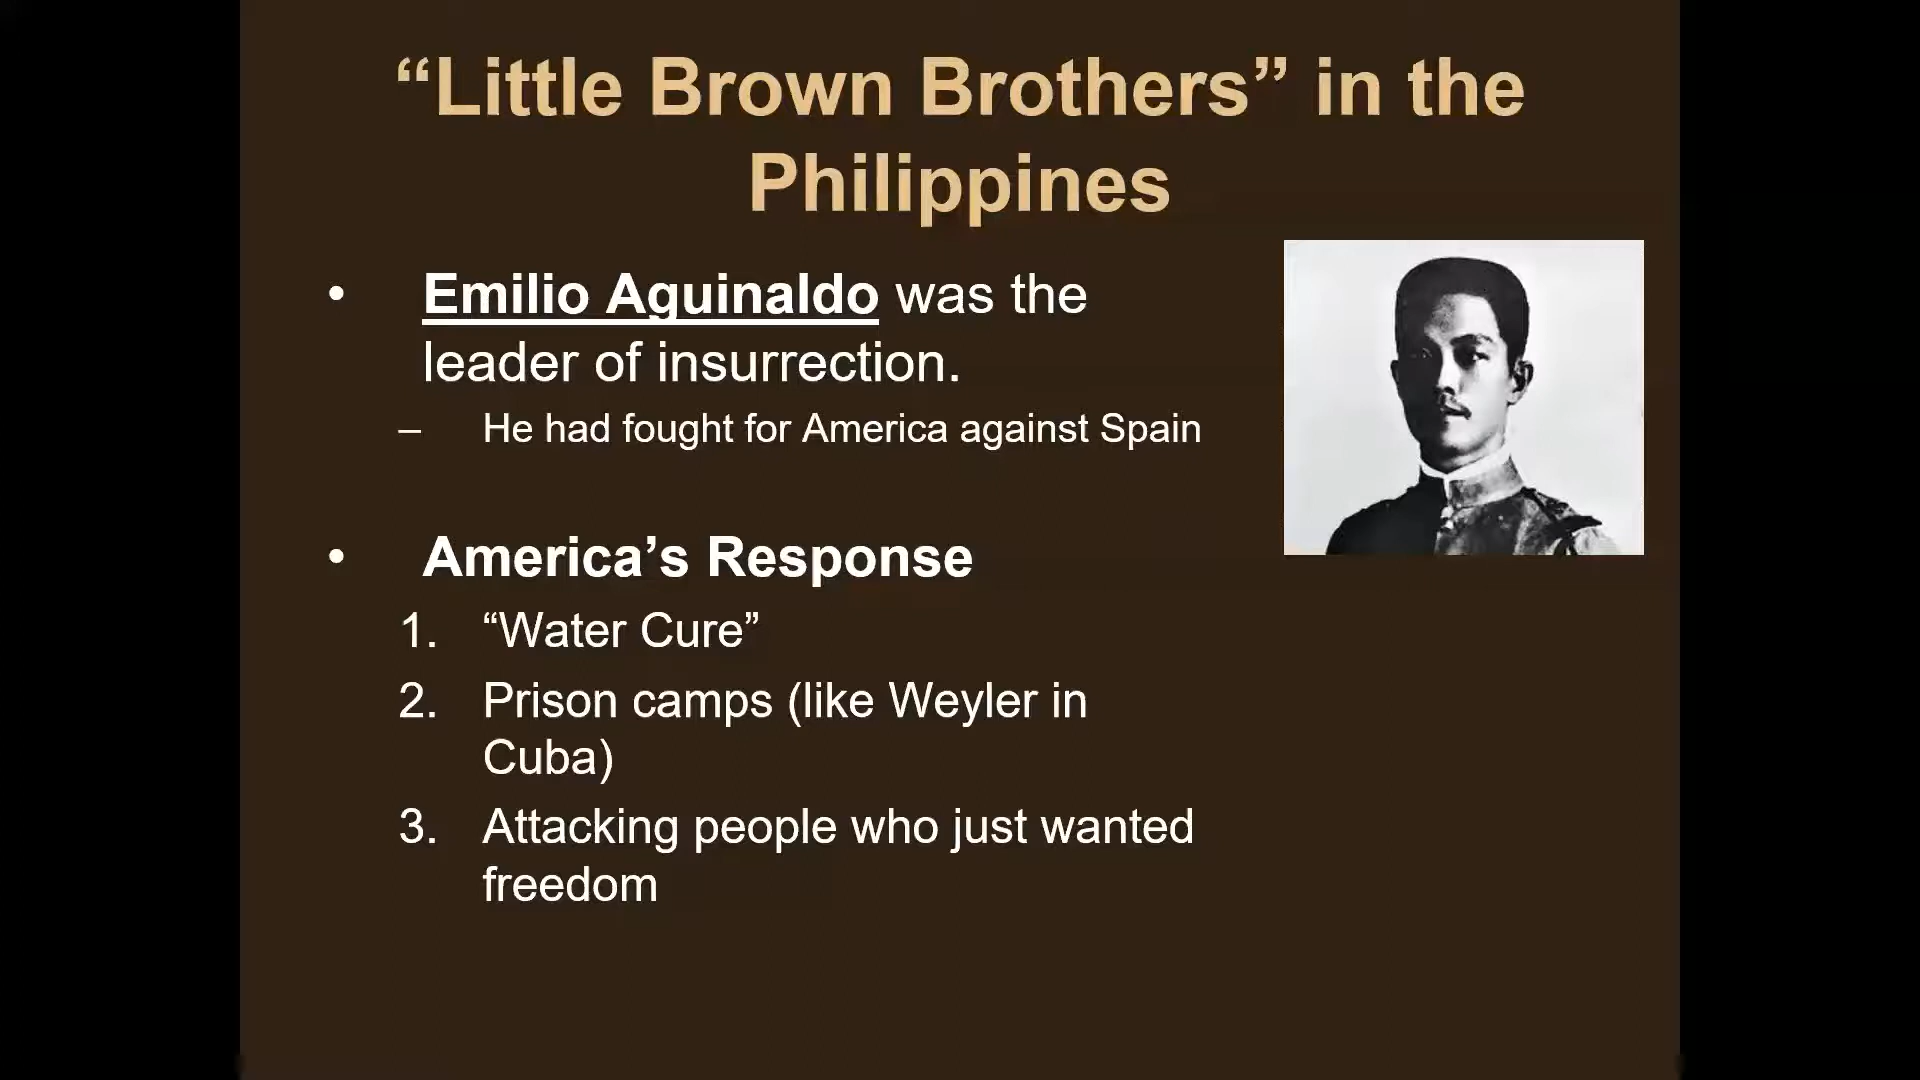 “Little Brown Brothers” in the
Philippines
• Emilio Aguinaldo was the
leader of insurrection.
– He had fought for America against Spain
• America’s Response
1. “Water Cure”
2. Prison camps (like Weyler in
Cuba)
3. Attacking people who just wanted
freedom